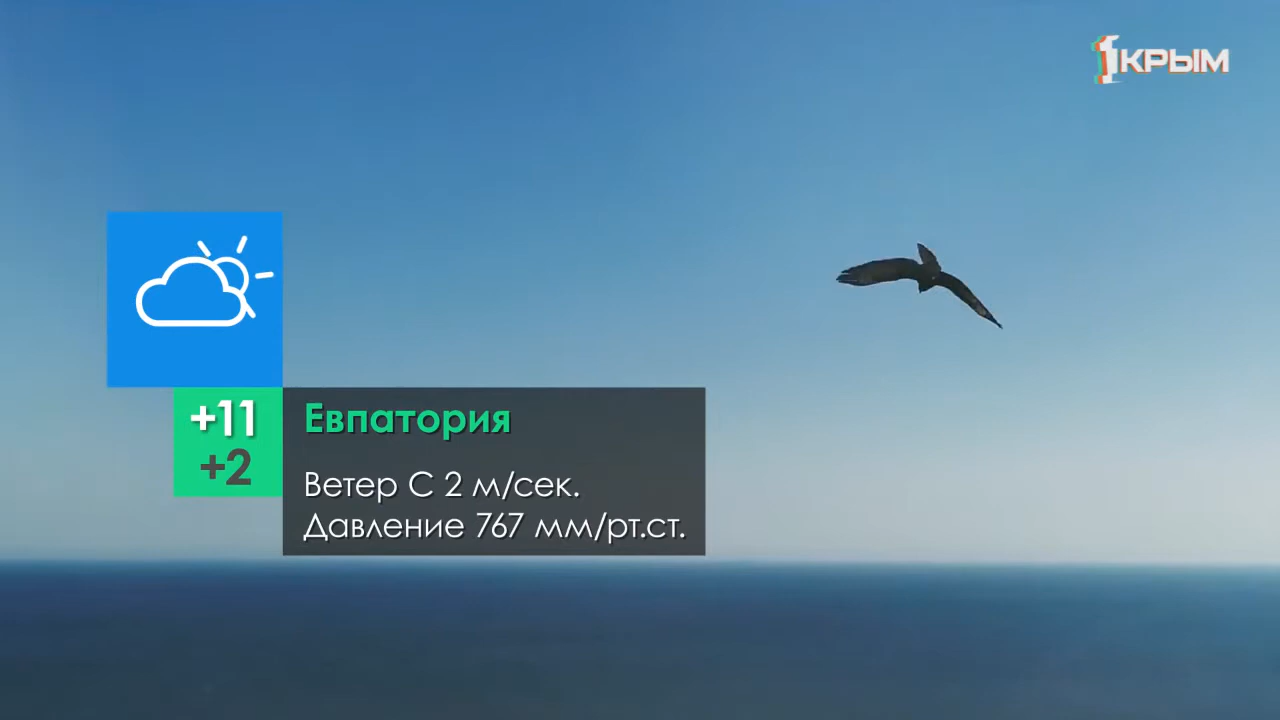 1КРЫМ
+11
+2
Евпатория
Ветер С 2 м/сек.
Давление 767 мм/рт.ст.